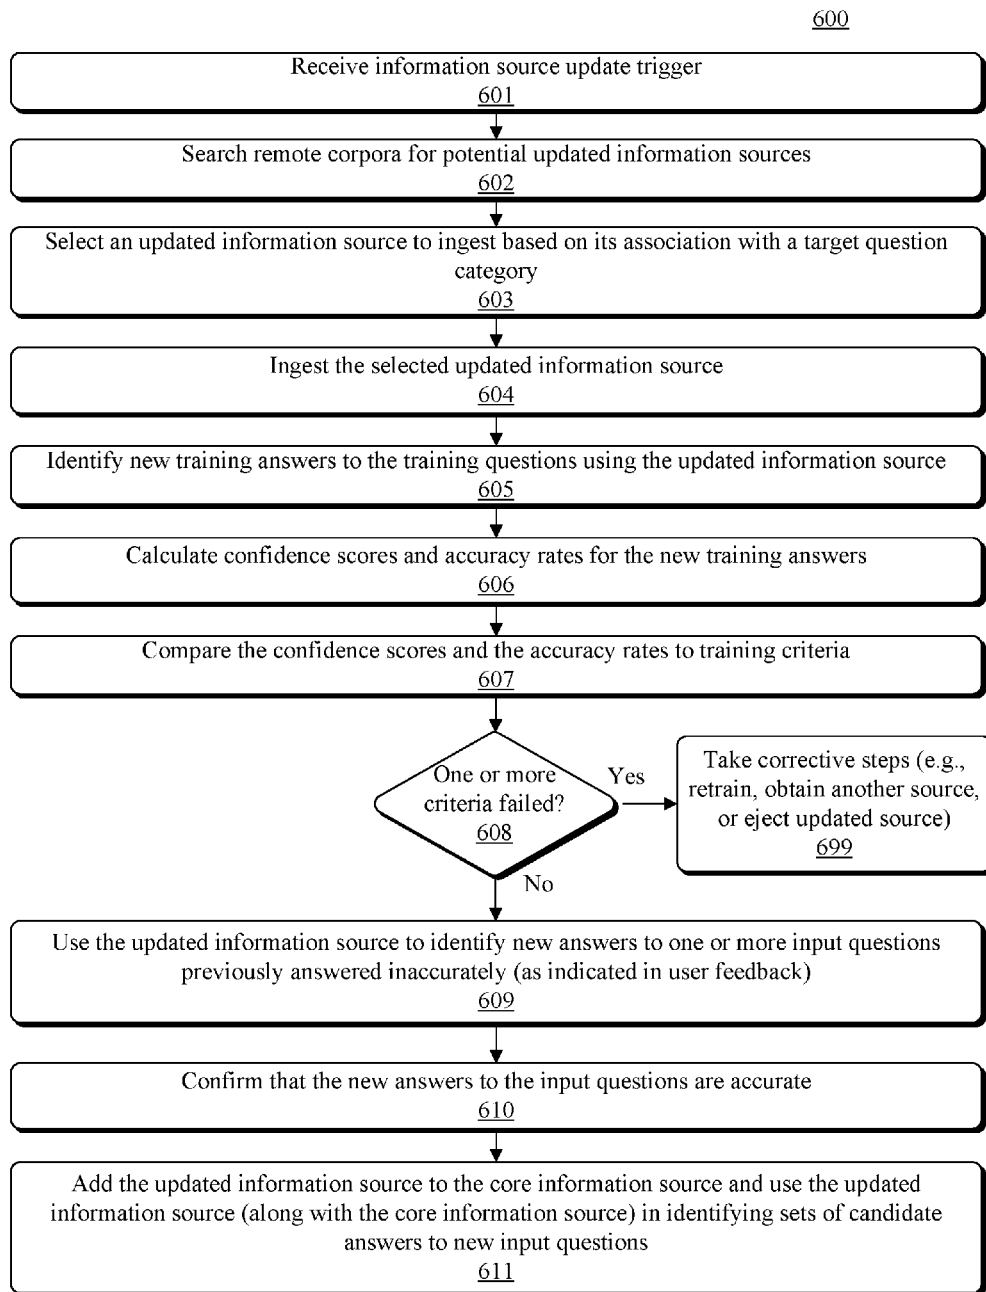 600
Receive information source update trigger
601
Search remote corpora for potential updated information sources
602
Select an updated information source to ingest based on its association with a target question
category
603
Ingest the selected updated information source
604
Identify new training answers to the training questions using the updated information source
605
Calculate confidence scores and accuracy rates for the new training answers
606
Compare the confidence scores and the accuracy rates to training criteria
607
One or more
criteria failed?
608
Yes
Take corrective steps (e.g.,
retrain, obtain another source,
or eject updated source)
699
No
Use the updated information source to identify new answers to one or more input questions
previously answered inaccurately (as indicated in user feedback)
609
Confirm that the new answers to the input questions are accurate
610
Add the updated information source to the core information source and use the updated
information source (along with the core information source) in identifying sets of candidate
answers to new input questions
611